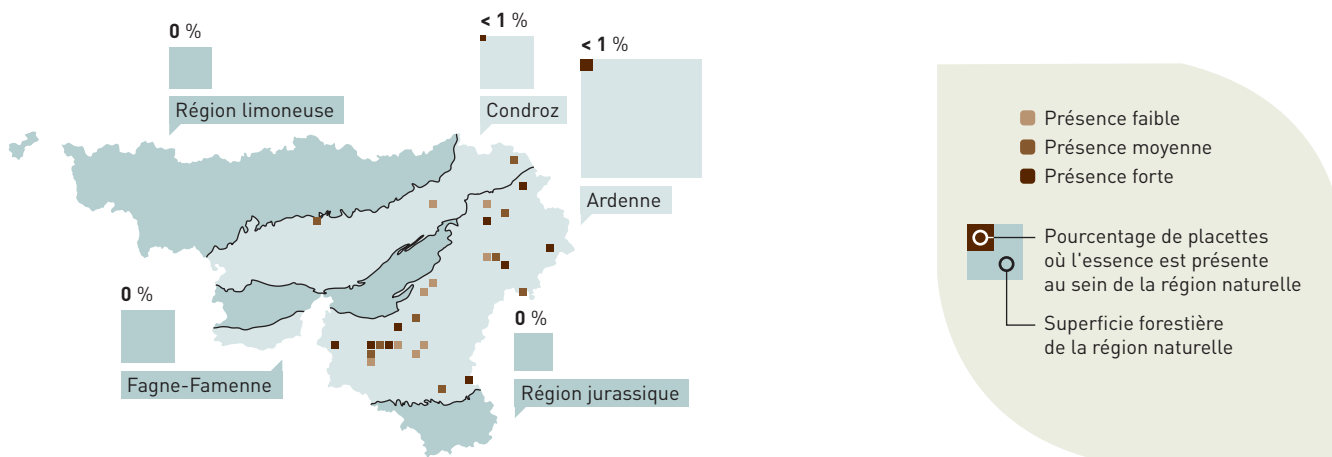 0 %
Région limoneuse
< 1 %
Condroz
< 1 %
Ardenne
0 %
Fagne-Famenne
0 %
Région jurassique
Présence faible
Présence moyenne
Présence forte
Pourcentage de placettes
où l'essence est présente
au sein de la région naturelle
Superficie forestière
de la région naturelle